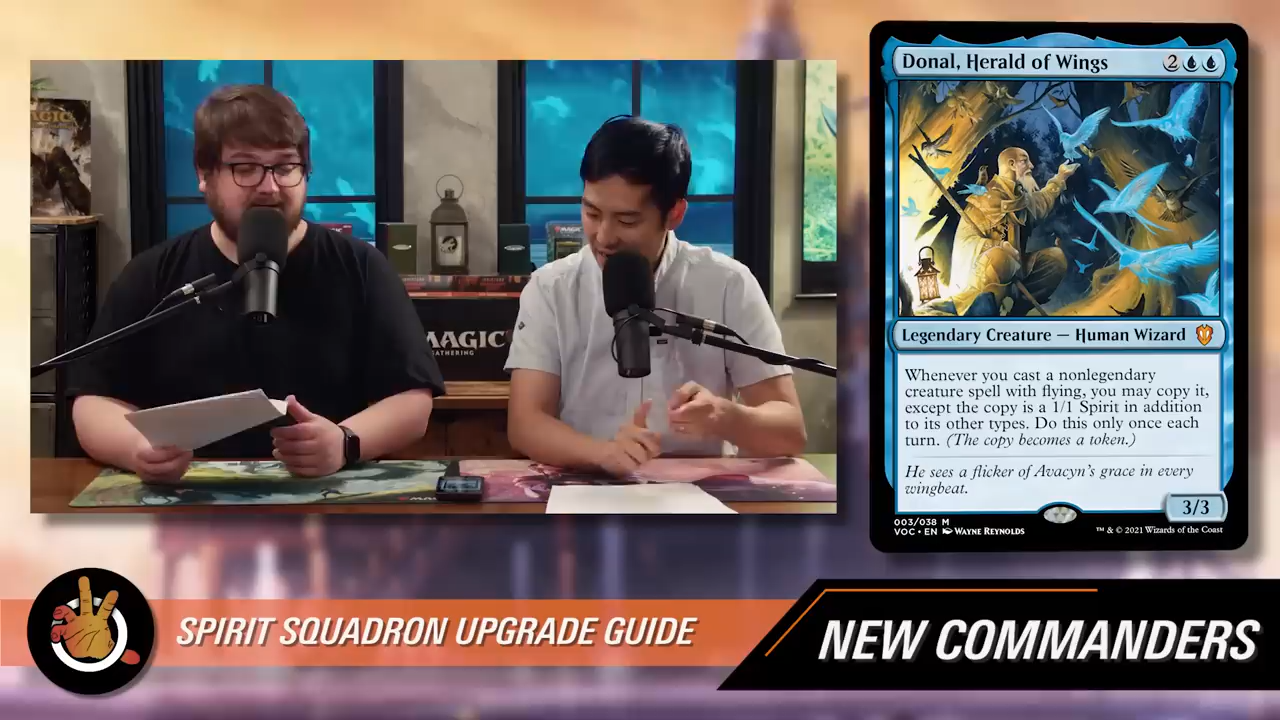 Donal, Herald of Wings 2
Legendary Creature — Human Wizard
Whenever you cast a nonlegendary
creature spell with flying, you may copy it,
except the copy is a 1/1 Spirit in addition
to its other types. Do this only once each
turn. (The copy becomes a token.)
He sees a flicker of Avacyn's grace in every
wingbeat.
3/3
003/038 M
VOC • EN WAYNE REYNOLDS
™ & © 2021 Wizards of the Coast
MAGIC
GATHERING
SPIRIT SQUADRON UPGRADE GUIDE
NEW COMMANDERS